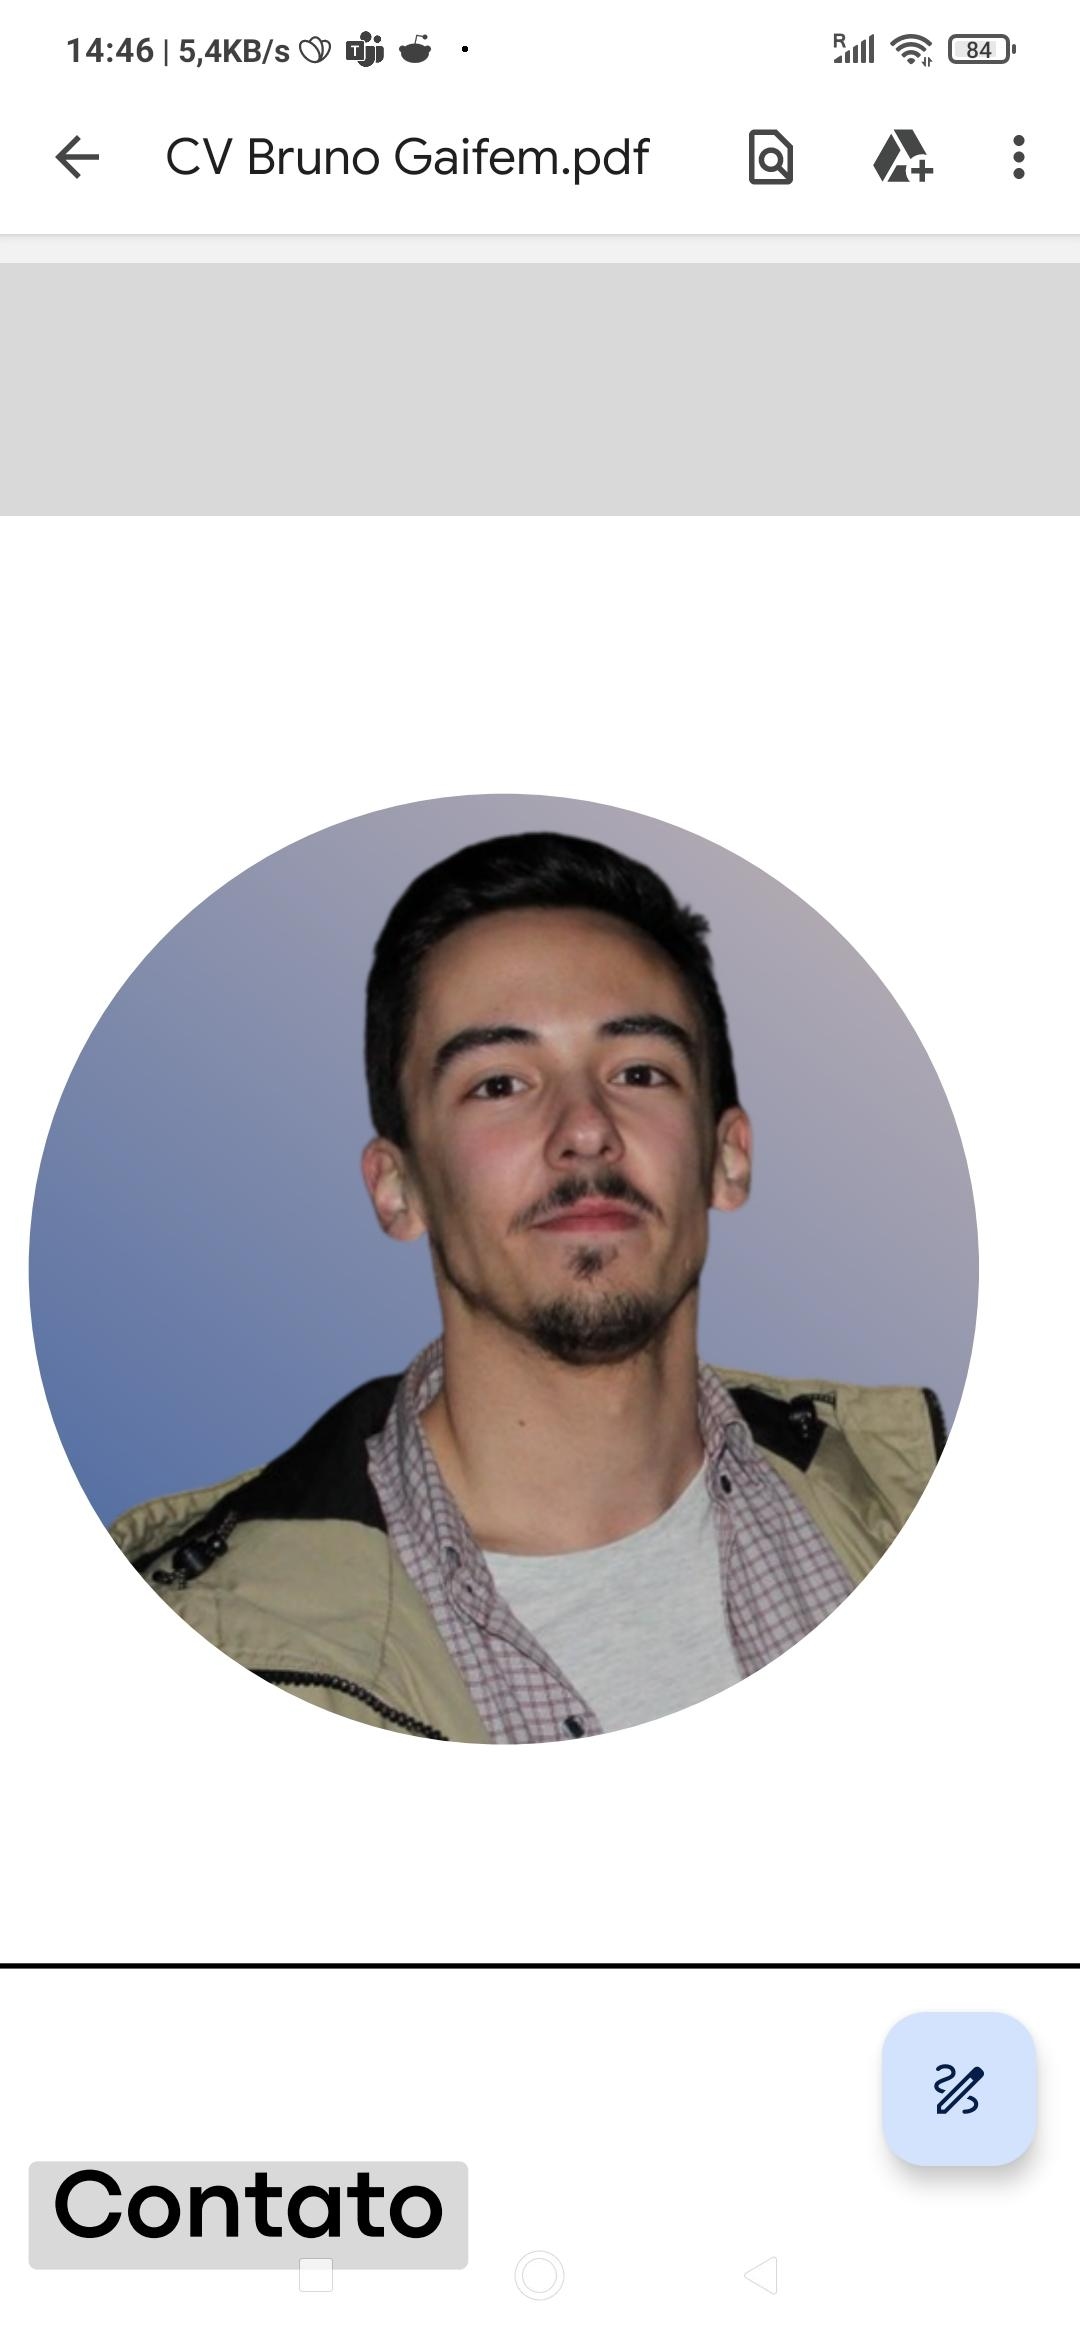 14:46 | 5,4KB/s
R
84
CV Bruno Gaifem.pdf
Contato